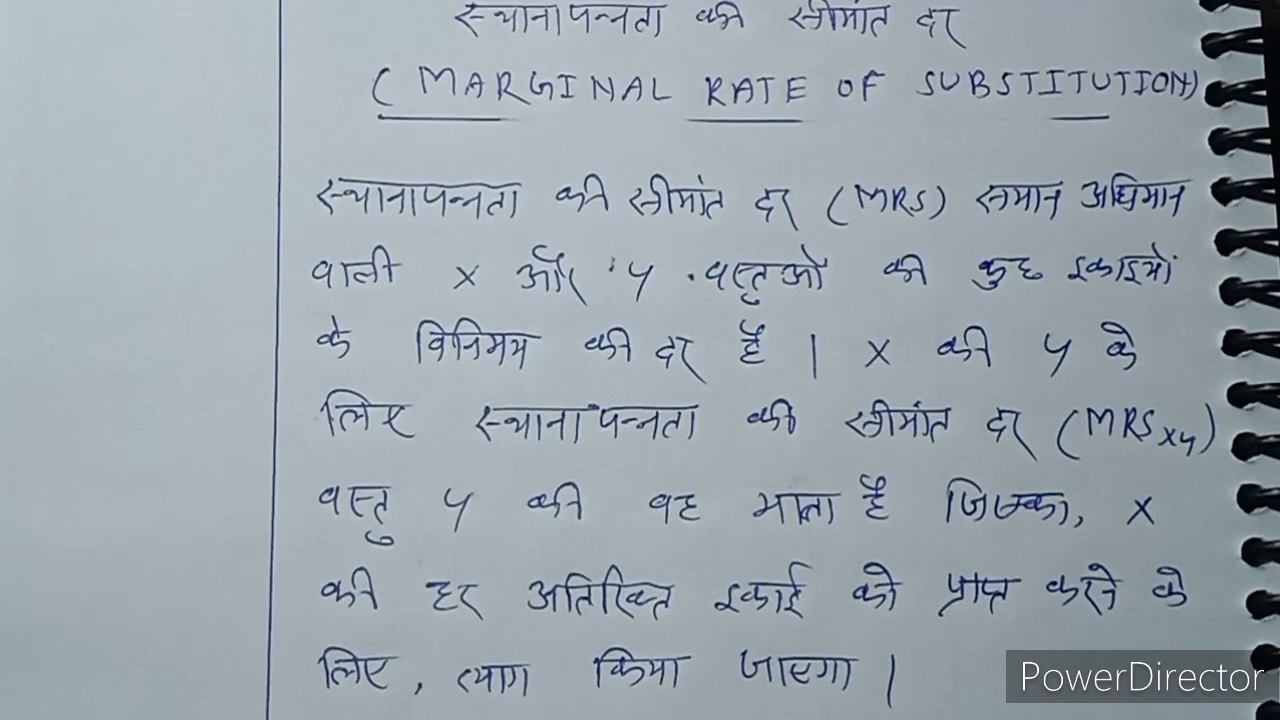 स्थानापन्नता की सीमांत दर
(MARGINAL RATE OF SUBSTITUTION)
स्थानापन्नता की सीमांत दर (MRS) समान अधिमान
वाली x और y वस्तुओं की कुछ इकाइयों
के विनिमय की दर है । x की y के
लिए स्थानापन्नता की सीमांत दर (MRSxy)
वस्तु y की वह मात्रा है जिसका, x
की हर अतिरिक्त इकाई को प्राप्त करने के
लिए, त्याग किया जाएगा ।
PowerDirector